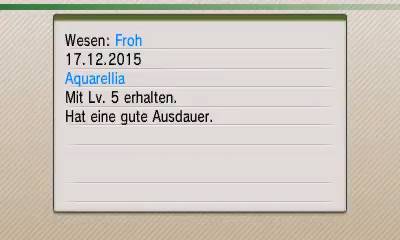 Wesen: Froh
17.12.2015
Aquarellia
Mit Lv. 5 erhalten.
Hat eine gute Ausdauer.